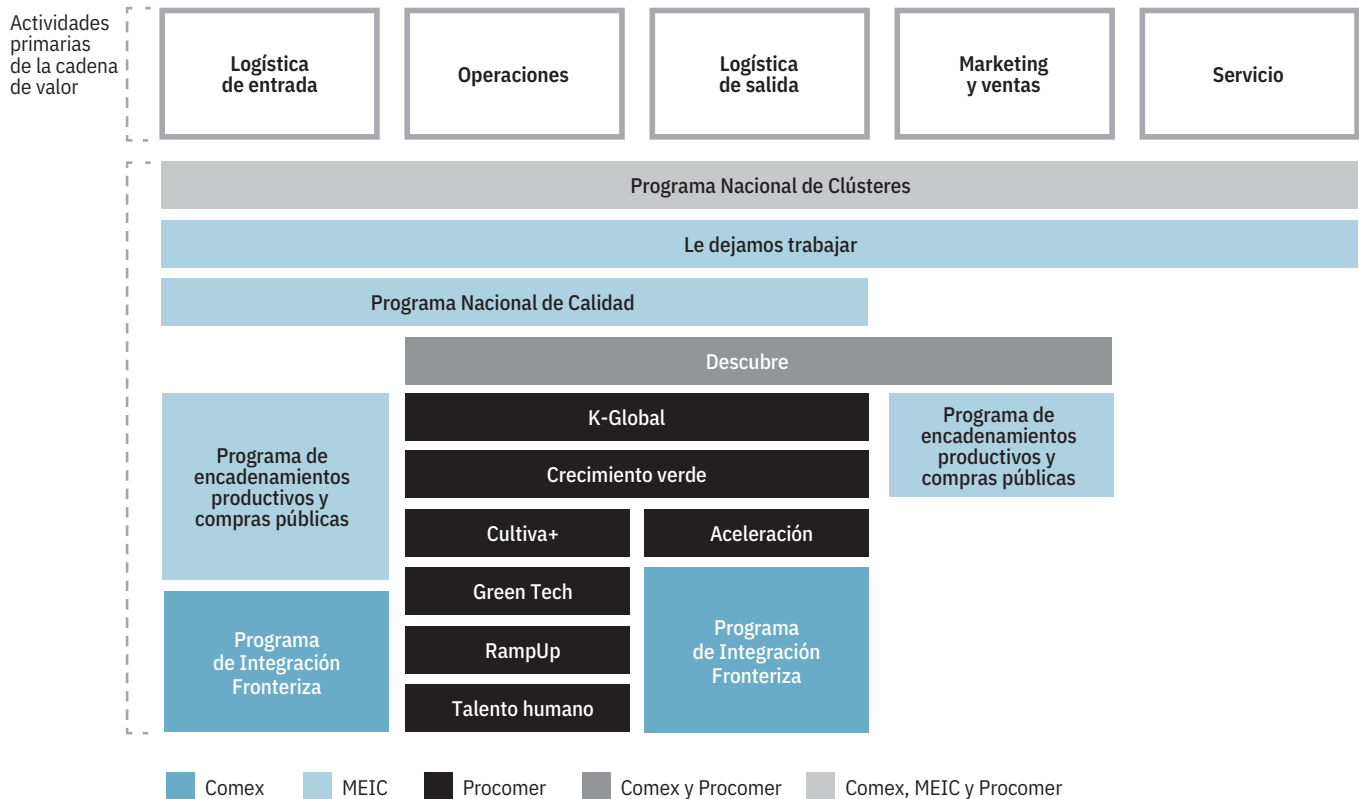 Actividades
primarias
de la cadena
de valor
Logística
de entrada
Operaciones
Logística
de salida
Marketing
y ventas
Servicio
Programa Nacional de Clústeres
Le dejamos trabajar
Programa Nacional de Calidad
Descubre
Programa de
encadenamientos
productivos y
compras públicas
K-Global
Programa de
encadenamientos
productivos y
compras públicas
Crecimiento verde
Cultiva+
Aceleración
Green Tech
Programa
de Integración
Fronteriza
RampUp
Programa
de Integración
Fronteriza
Talento humano
Comex
MEIC
Procomer
Comex y Procomer
Comex, MEIC y Procomer